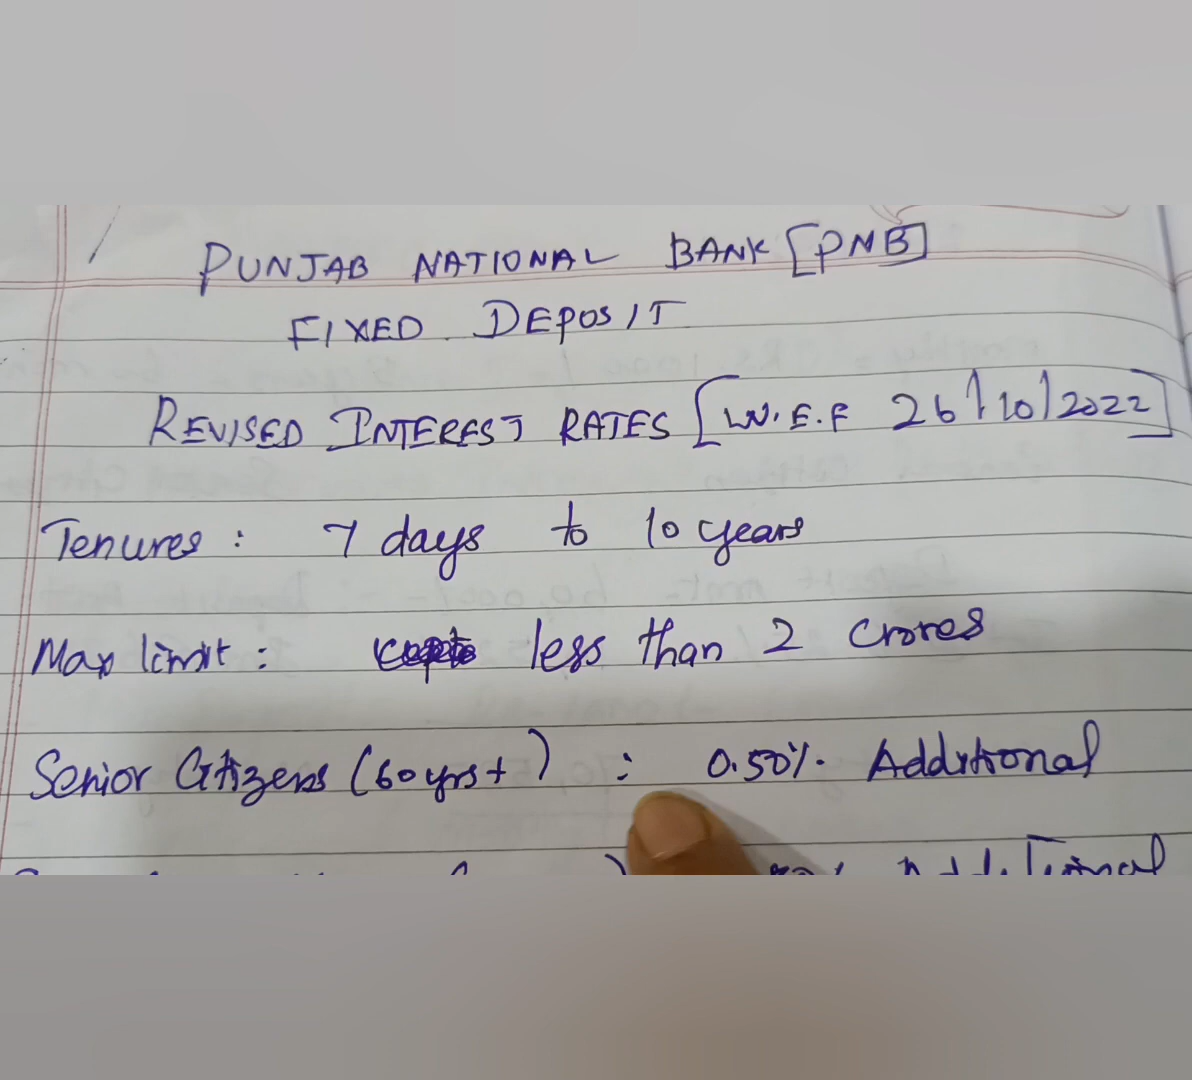 PUNJAB NATIONAL BANK [PNB]
FIXED DEPOSIT
REVISED INTEREST RATES [W.E.F 26/10/2022]
Tenures : 7 days to 10 years
Max limit : less than 2 crores
Senior Citizens (60 yrs+) : 0.50% Additional
Additional